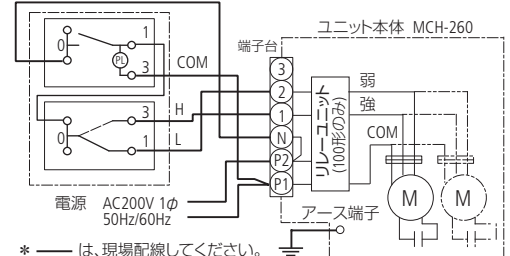 ユニット本体 MCH-260
端子台
0
1
PL
3
COM
0
3
H
1
L
3
2
1
N
P2
P1
リレーユニット
(100形のみ)
弱
強
COM
M
M
電源 AC200V 1φ
50Hz/60Hz
アース端子
* ── は、現場配線してください。